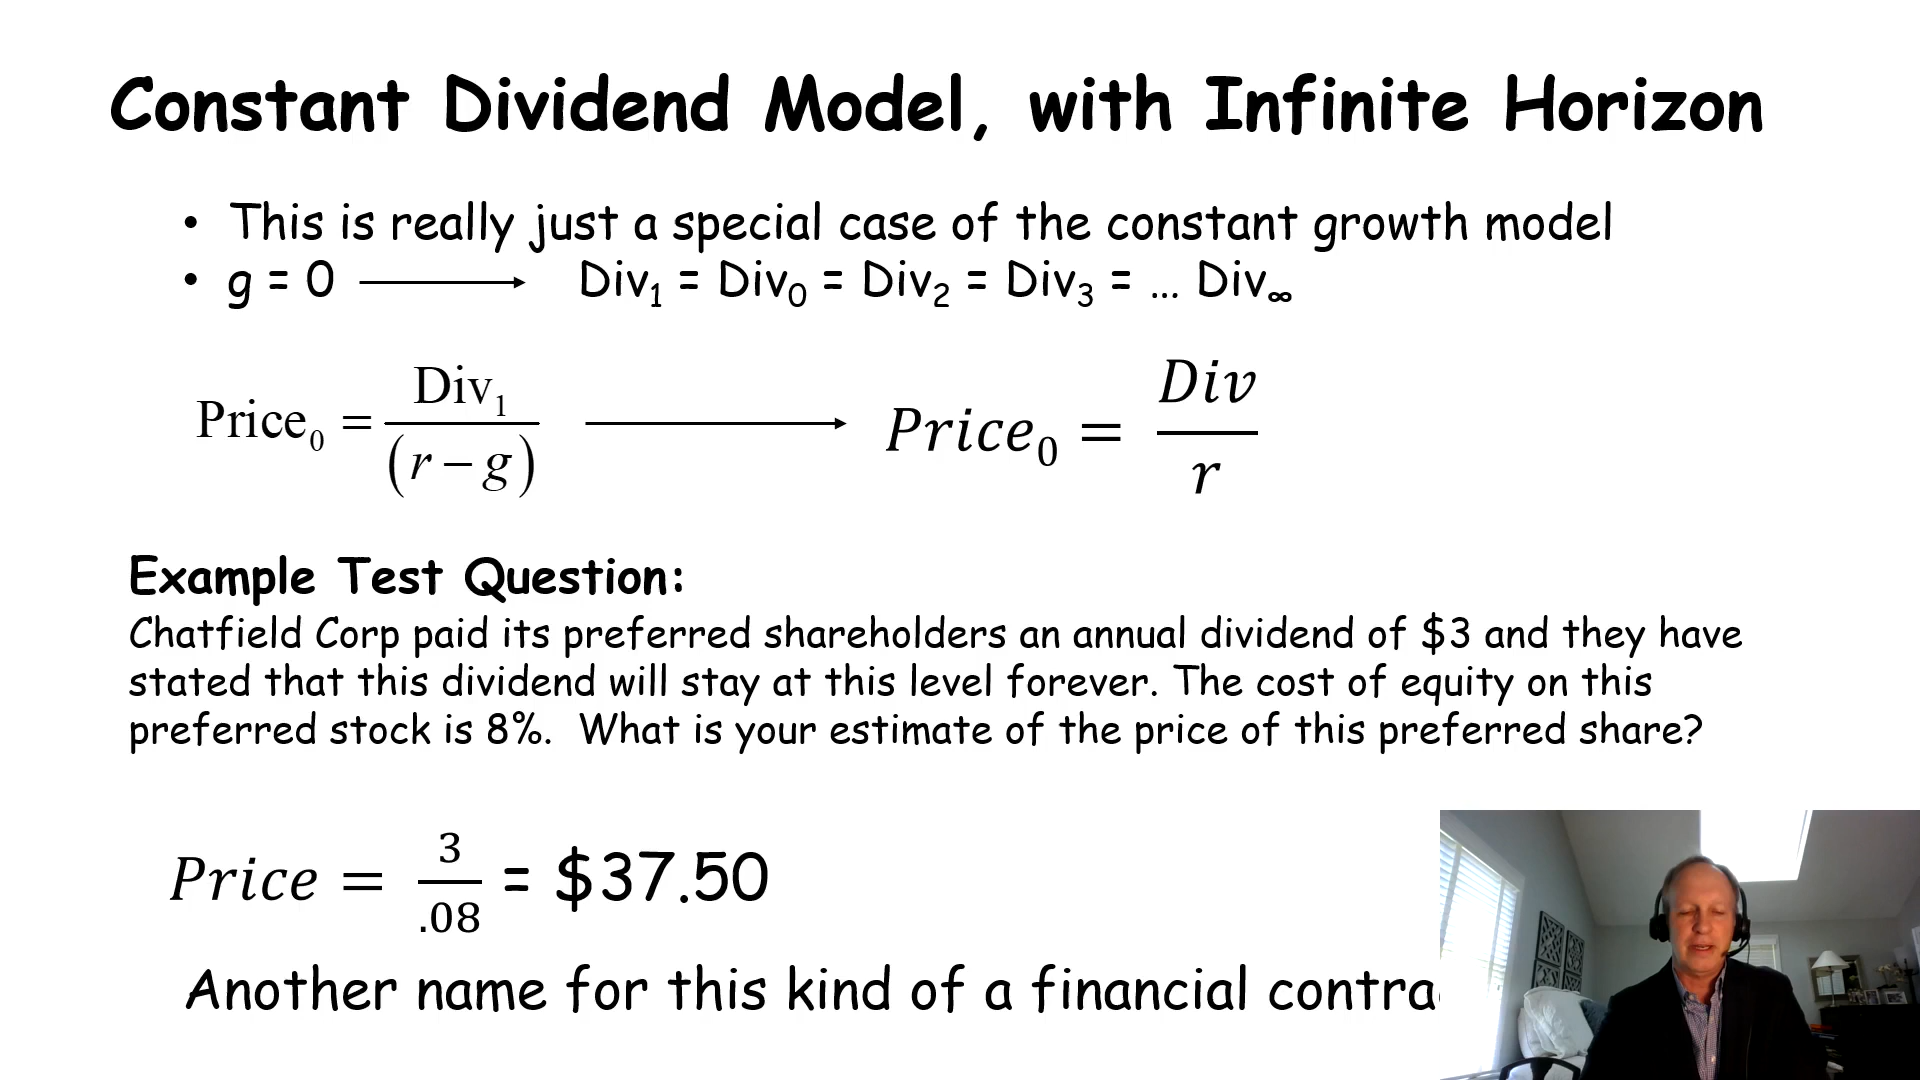 Constant Dividend Model, with Infinite Horizon
• This is really just a special case of the constant growth model
• g = 0 ⟶ Div₁ = Div₀ = Div₂ = Div₃ = … Div∞
Price₀ = Div₁ / (r – g) ⟶ Price₀ = Div / r
Example Test Question:
Chatfield Corp paid its preferred shareholders an annual dividend of $3 and they have
stated that this dividend will stay at this level forever. The cost of equity on this
preferred stock is 8%.  What is your estimate of the price of this preferred share?
Price = 3 / .08 = $37.50
Another name for this kind of a financial